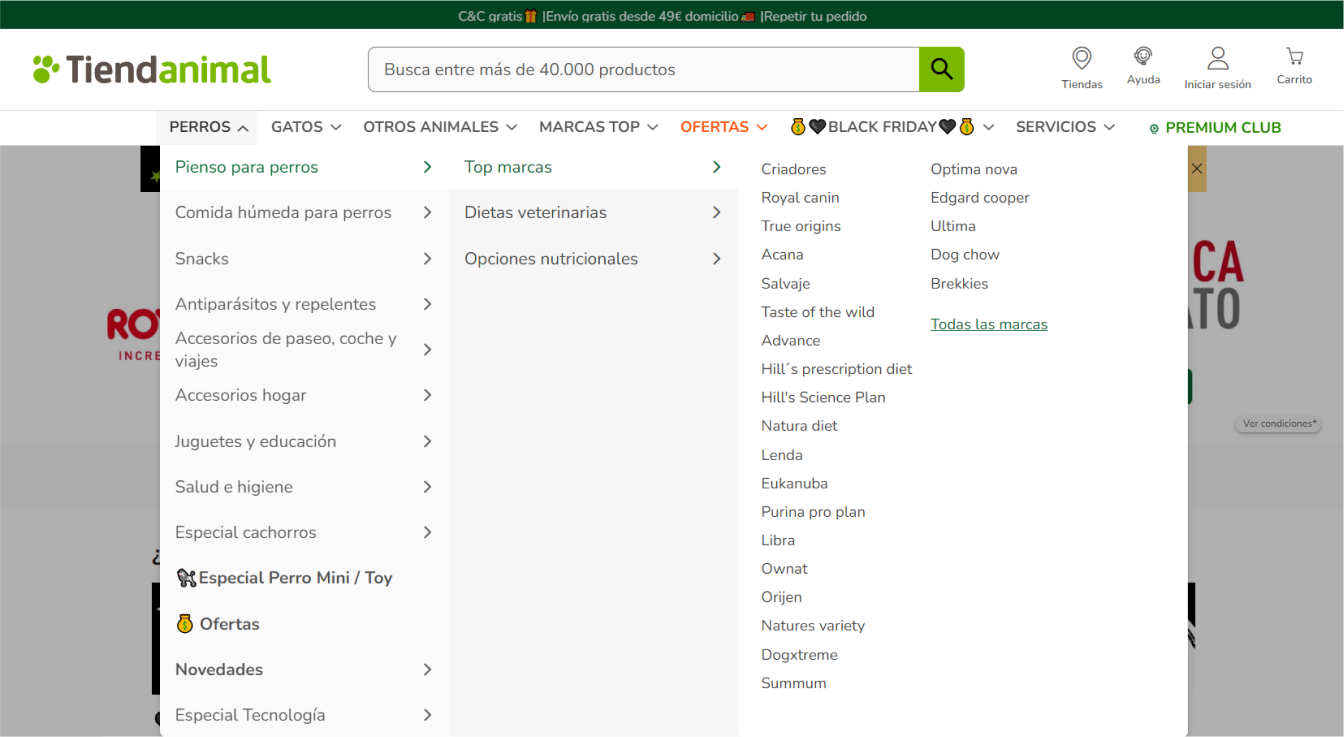 C&C gratis🎁 |Envío gratis desde 49€ domicilio🚚 |Repetir tu pedido
Tiendanimal
Busca entre más de 40.000 productos
Tiendas
Ayuda
Iniciar sesión
Carrito
PERROS
GATOS
OTROS ANIMALES
MARCAS TOP
OFERTAS
💰🖤BLACK FRIDAY🖤💰
SERVICIOS
PREMIUM CLUB
Pienso para perros
Comida húmeda para perros
Snacks
Antiparásitos y repelentes
Accesorios de paseo, coche y
viajes
Accesorios hogar
Juguetes y educación
Salud e higiene
Especial cachorros
Especial Perro Mini / Toy
💰 Ofertas
Novedades
Especial Tecnología
Top marcas
Dietas veterinarias
Opciones nutricionales
Criadores
Royal canin
True origins
Acana
Salvaje
Taste of the wild
Advance
Hill´s prescription diet
Hill's Science Plan
Natura diet
Lenda
Eukanuba
Purina pro plan
Libra
Ownat
Orijen
Natures variety
Dogxtreme
Summum
Optima nova
Edgard cooper
Ultima
Dog chow
Brekkies
Todas las marcas
Ver condiciones*